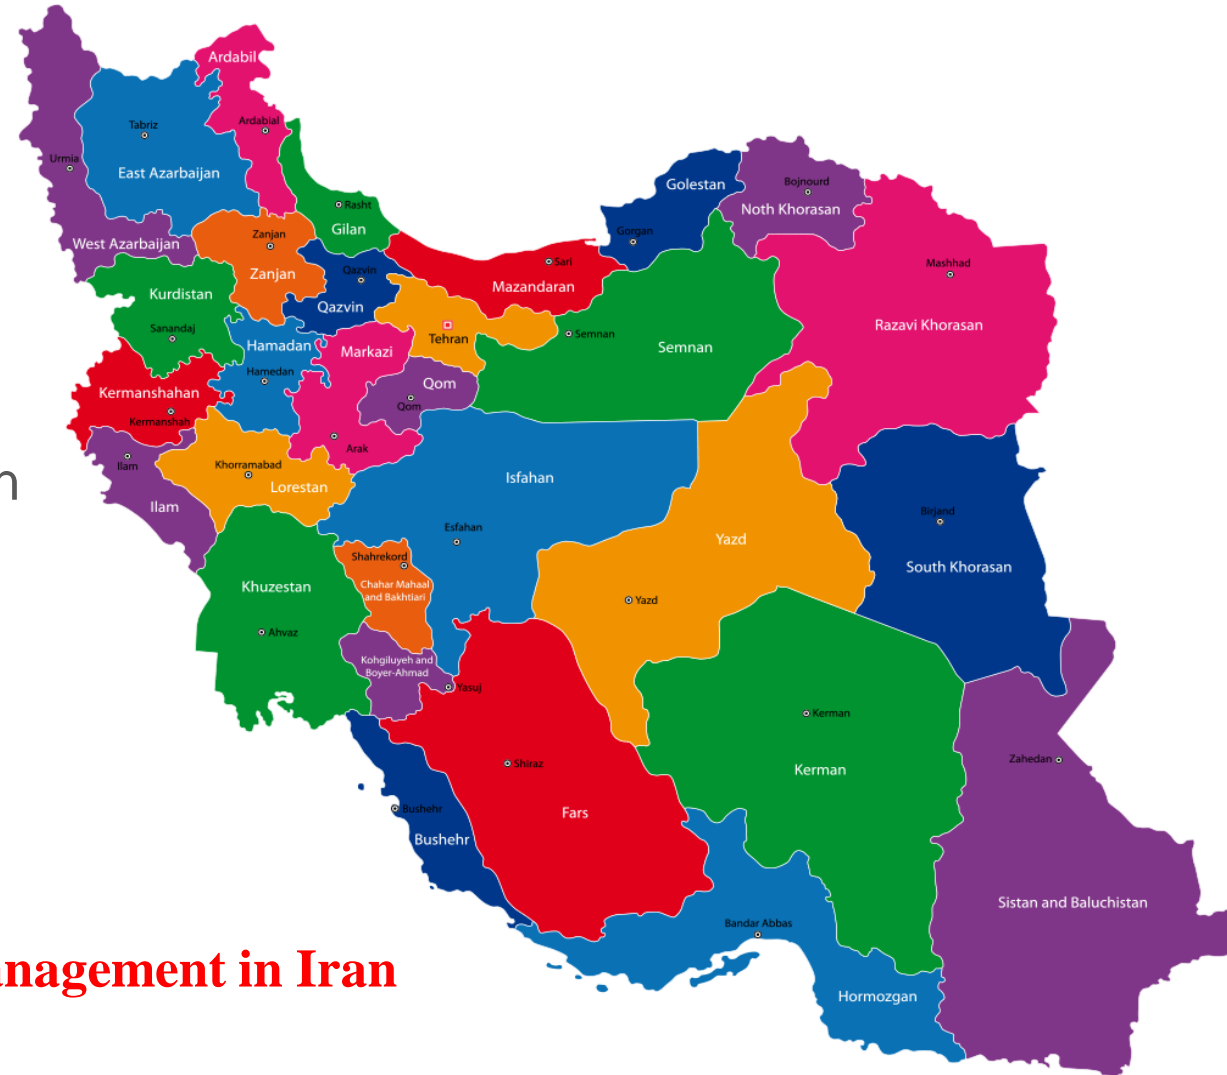 Ardabil
Ardabial
Tabriz
East Azarbaijan
Urmia
West Azarbaijan
Rasht
Gilan
Zanjan
Zanjan
Qazvin
Qazvin
Golestan
Gorgan
Bojnourd
Noth Khorasan
Mashhad
Razavi Khorasan
Sari
Mazandaran
Kurdistan
Sanandaj
Hamadan
Hamedan
Markazi
Tehran
Semnan
Semnan
Qom
Qom
Kermanshahan
Kermanshah
Arak
Ilam
Ilam
Khorramabad
Lorestan
n
Isfahan
Esfahan
Yazd
Yazd
Birjand
South Khorasan
Shahrekord
Chahar Mahaal
and Bakhtiari
Khuzestan
Ahvaz
Kohgiluyeh and
Boyer-Ahmad
Yasuj
Kerman
Kerman
Shiraz
Fars
Zahedan
Bushehr
Bushehr
Sistan and Baluchistan
Bandar Abbas
Hormozgan
anagement in Iran